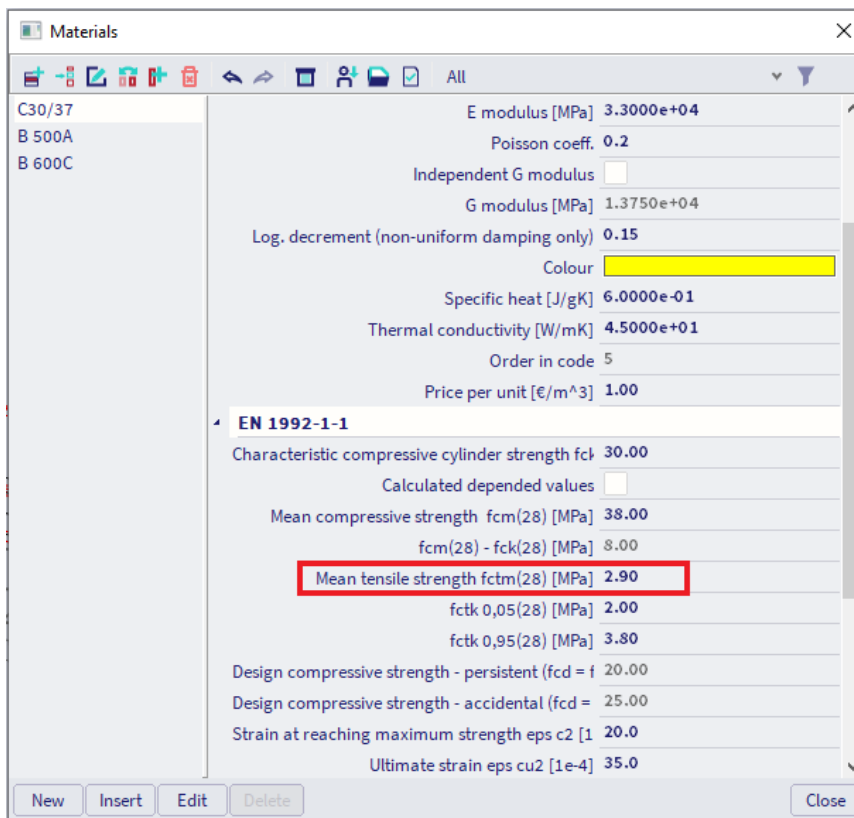 Materials
All
C30/37
B 500A
B 600C
E modulus [MPa] 3.3000e+04
Poisson coeff. 0.2
Independent G modulus
G modulus [MPa] 1.3750e+04
Log. decrement (non-uniform damping only) 0.15
Colour
Specific heat [J/gK] 6.0000e-01
Thermal conductivity [W/mK] 4.5000e+01
Order in code 5
Price per unit [€/m^3] 1.00
EN 1992-1-1
Characteristic compressive cylinder strength fck 30.00
Calculated depended values
Mean compressive strength fcm(28) [MPa] 38.00
fcm(28) - fck(28) [MPa] 8.00
Mean tensile strength fctm(28) [MPa] 2.90
fctk 0,05(28) [MPa] 2.00
fctk 0,95(28) [MPa] 3.80
Design compressive strength - persistent (fcd = f 20.00
Design compressive strength - accidental (fcd = 25.00
Strain at reaching maximum strength eps c2 [1 20.0
Ultimate strain eps cu2 [1e-4] 35.0
New Insert Edit Delete Close